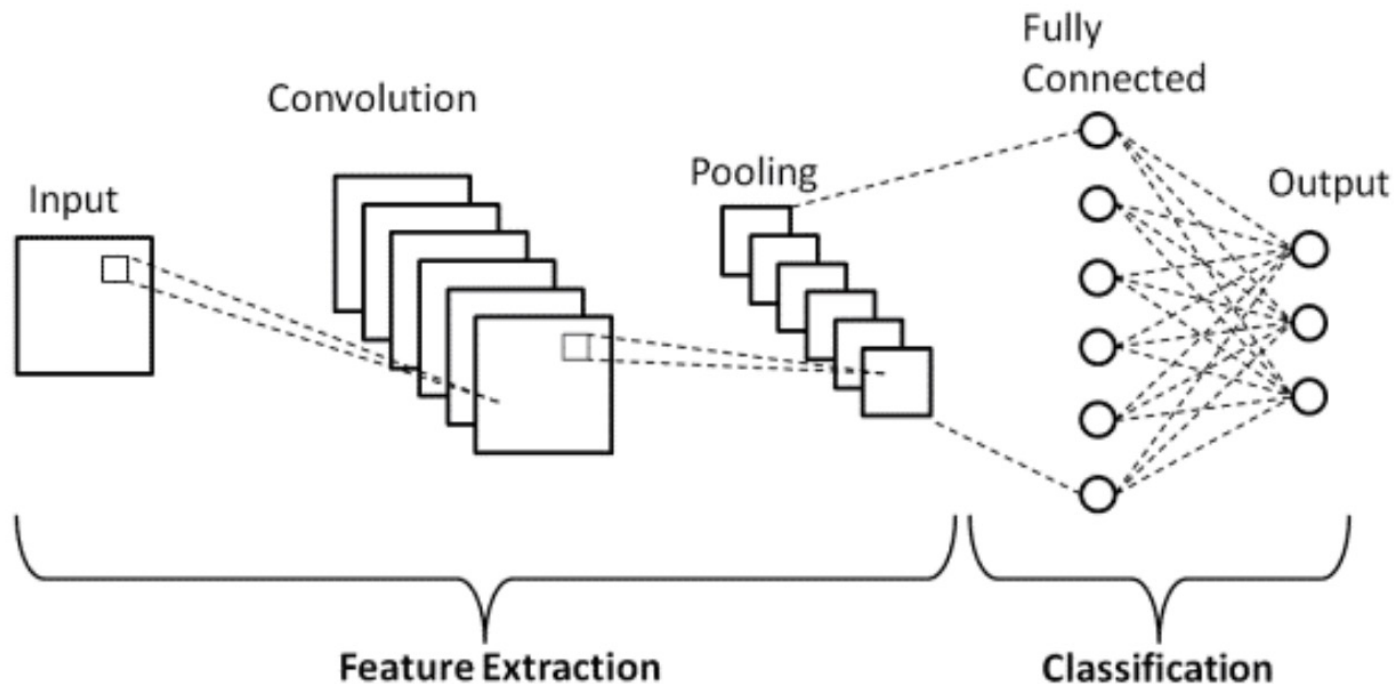 Input
Convolution
Pooling
Fully
Connected
Output
Feature Extraction
Classification